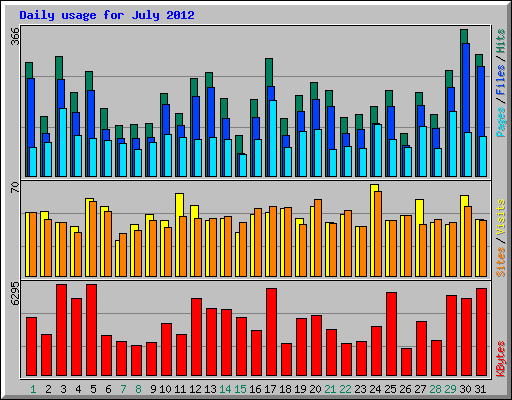 Daily usage for July 2012
366
Pages/Files/Hits
70
Sites/Visits
6295
KBytes
1 2 3 4 5 6 7 8 9 10 11 12 13 14 15 16 17 18 19 20 21 22 23 24 25 26 27 28 29 30 31